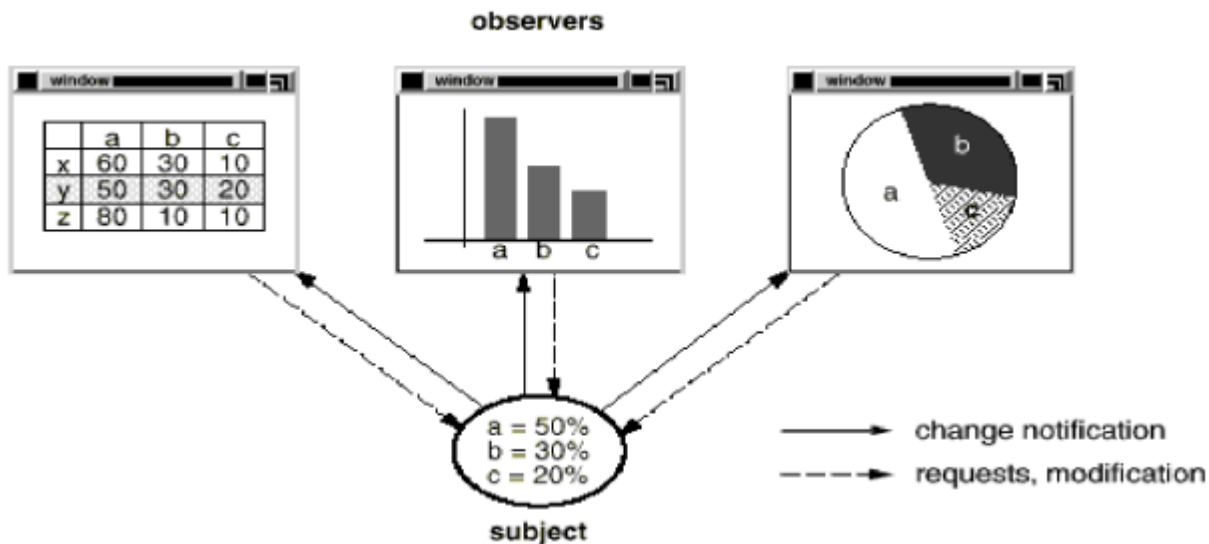 observers
window
a b c
x 60 30 10
y 50 30 20
z 80 10 10
window
a b c
window
a
b
c
a = 50%
b = 30%
c = 20%
subject
change notification
requests, modification